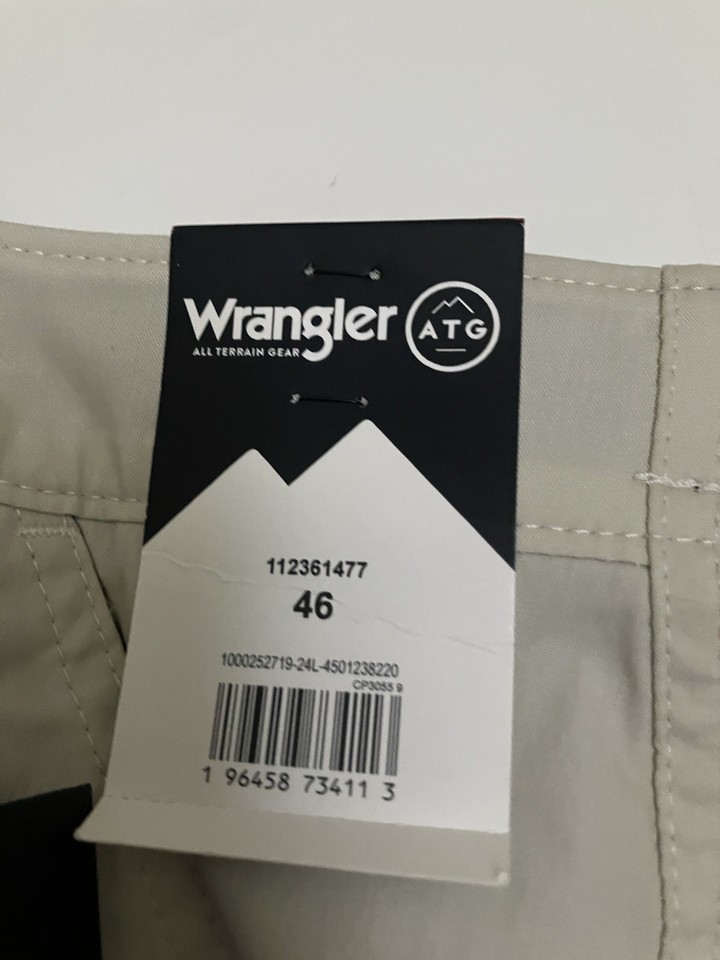 Wrangler
ALL TERRAIN GEAR
ATG
112361477
46
1000252719-24L-4501238220
CP3055 9
1 96458 73411 3